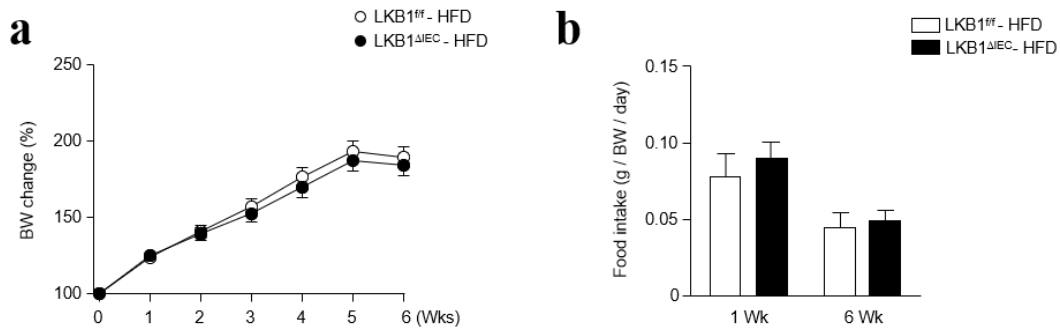 a
LKB1f/f - HFD
LKB1ΔIEC - HFD
BW change (%)
250
200
150
100
0 1 2 3 4 5 6 (Wks)
b
LKB1f/f - HFD
LKB1ΔIEC - HFD
Food intake (g / BW / day)
0.15
0.10
0.05
0
1 Wk 6 Wk